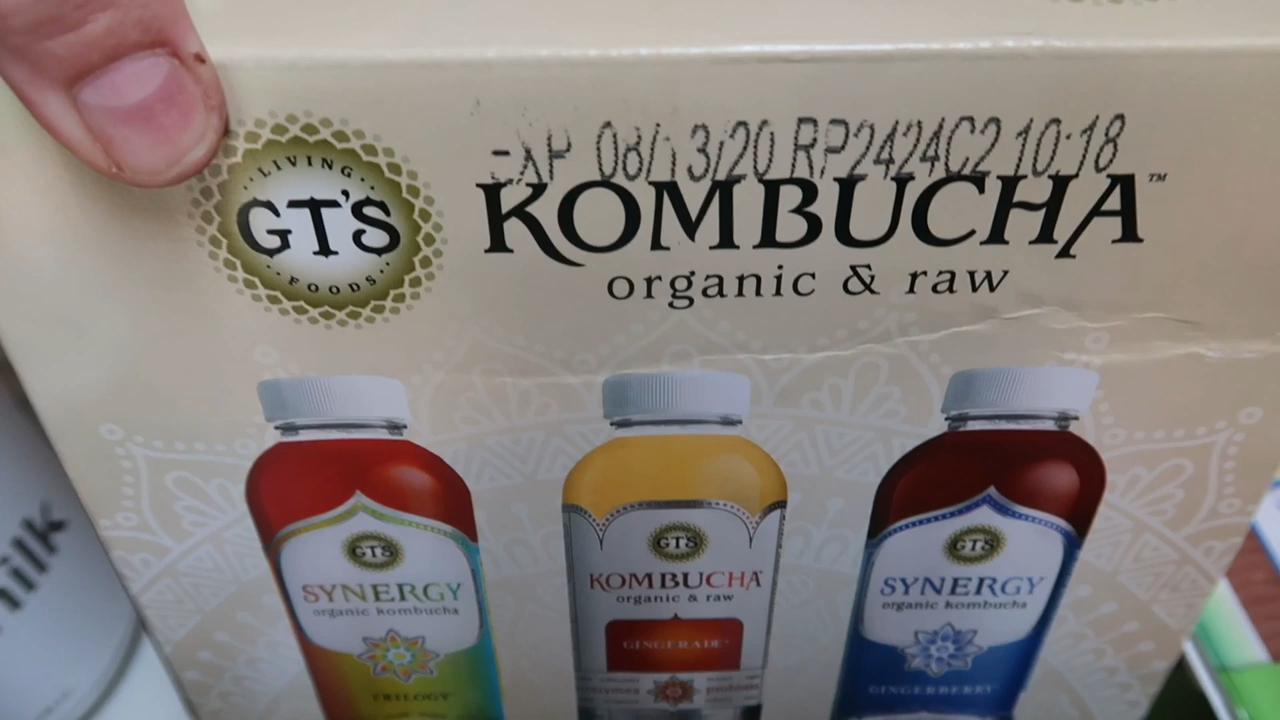 EXP 08/13/20 RP2424C2 10:18
LIVING
GT'S
FOODS
KOMBUCHA™
organic & raw
GT'S
SYNERGY
organic kombucha
TRILOGY
GT'S
KOMBUCHA
organic & raw
GINGERADE
GT'S
SYNERGY
organic kombucha
GINGERBERRY